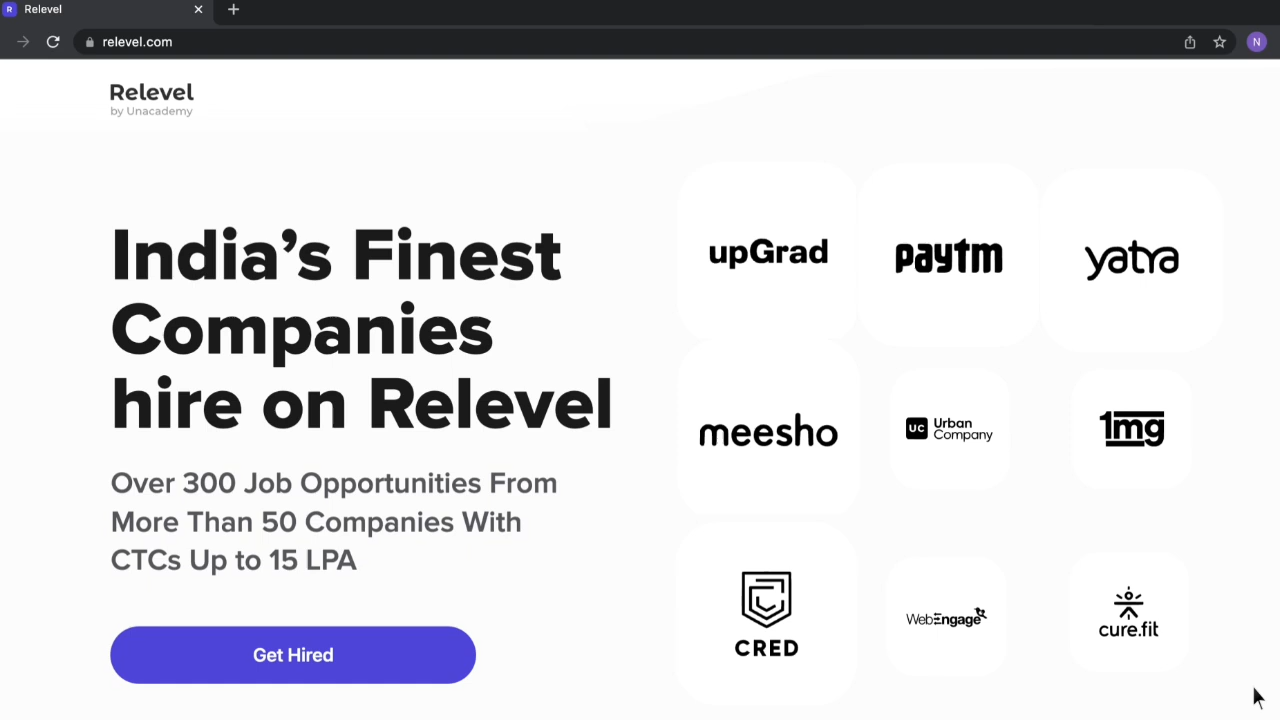 R Relevel
relevel.com
N
Relevel
by Unacademy
India's Finest
Companies
hire on Relevel
Over 300 Job Opportunities From
More Than 50 Companies With
CTCs Up to 15 LPA
Get Hired
upGrad
paytm
yatra
meesho
UC Urban
Company
1mg
CRED
WebEngage
cure.fit